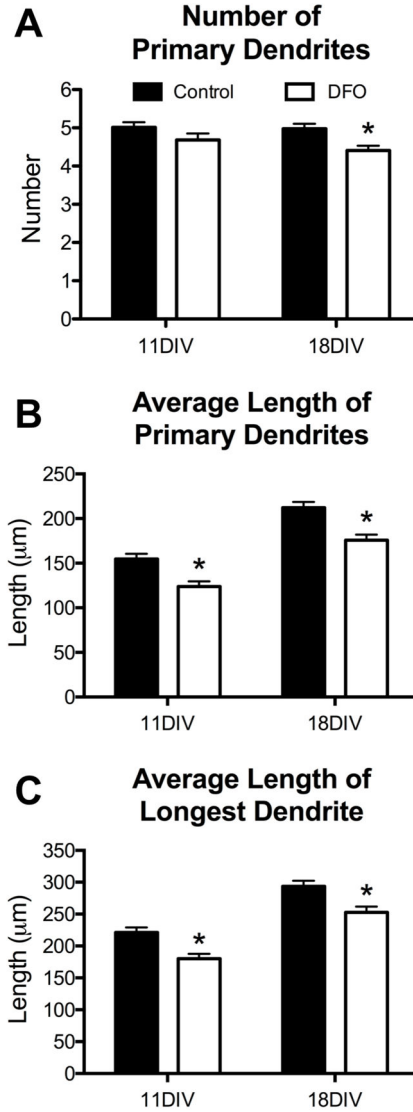 A
Number of
Primary Dendrites
Control
DFO
6
5
4
3
2
1
0
Number
*
11DIV
18DIV
B
Average Length of
Primary Dendrites
250
200
150
100
50
0
Length (μm)
*
*
11DIV
18DIV
C
Average Length of
Longest Dendrite
350
300
250
200
150
100
50
0
Length (μm)
*
*
11DIV
18DIV